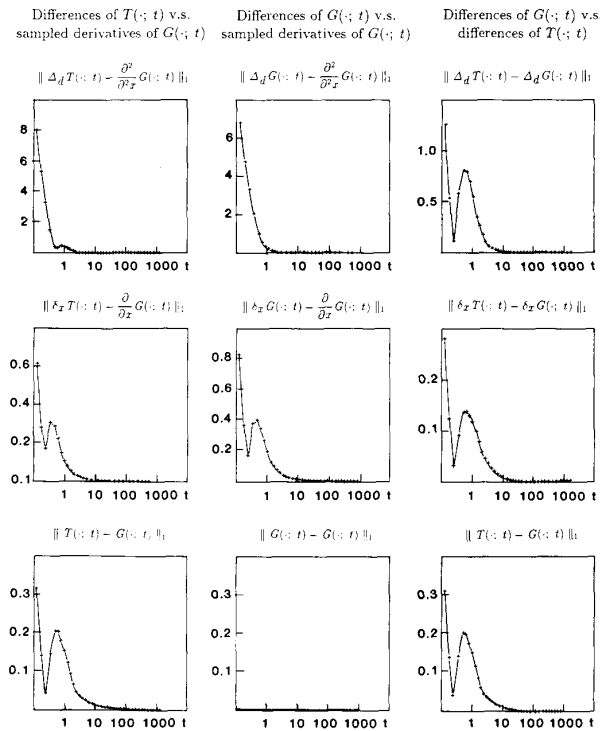 Differences of T(·; t) v.s.
sampled derivatives of G(·; t)
Differences of G(·; t) v.s.
sampled derivatives of G(·; t)
Differences of G(·; t) v.s.
differences of T(·; t)
‖ Δ_d T(·; t) − ∂²/∂²x G(·; t) ‖₁
‖ Δ_d G(·; t) − ∂²/∂²x G(·; t) ‖₁
‖ Δ_d T(·; t) − Δ_d G(·; t) ‖₁
8
6
4
2
1 10 100 1000 t
6
4
2
1 10 100 1000 t
1.0
0.5
1 10 100 1000 t
‖ δ_x T(·; t) − ∂/∂x G(·; t) ‖₁
‖ δ_x G(·; t) − ∂/∂x G(·; t) ‖₁
‖ δ_x T(·; t) − δ_x G(·; t) ‖₁
0.6
0.4
0.2
0.1
1 10 100 1000 t
0.8
0.6
0.4
0.2
1 10 100 1000 t
0.2
0.1
1 10 100 1000 t
‖ T(·; t) − G(·; t) ‖₁
‖ G(·; t) − G(·; t) ‖₁
‖ T(·; t) − G(·; t) ‖₁
0.3
0.2
0.1
1 10 100 1000 t
0.3
0.2
0.1
1 10 100 1000 t
0.3
0.2
0.1
1 10 100 1000 t